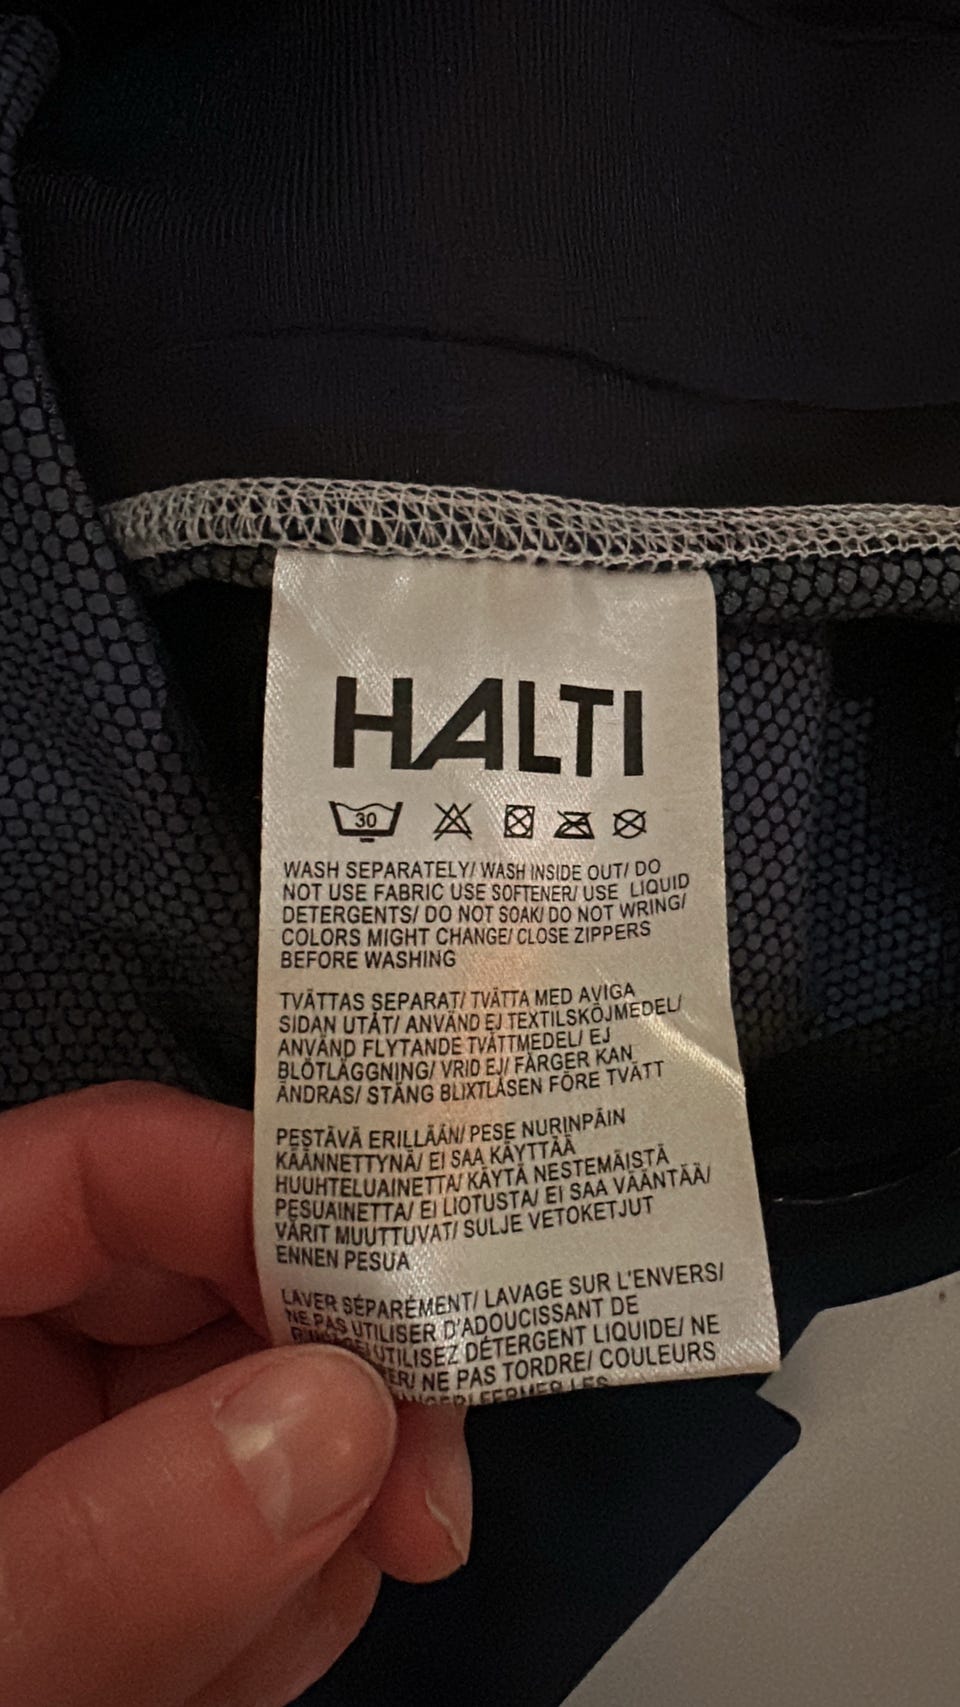 HALTI
30
WASH SEPARATELY/ WASH INSIDE OUT/ DO
NOT USE FABRIC USE SOFTENER/ USE LIQUID
DETERGENTS/ DO NOT SOAK/ DO NOT WRING/
COLORS MIGHT CHANGE/ CLOSE ZIPPERS
BEFORE WASHING
TVÄTTAS SEPARAT/ TVÄTTA MED AVIGA
SIDAN UTÅT/ ANVÄND EJ TEXTILSKÖJMEDEL/
ANVÄND FLYTANDE TVÄTTMEDEL/ EJ
BLÖTLÄGGNING/ VRID EJ/ FÄRGER KAN
ÄNDRAS/ STÄNG BLIXTLÅSEN FÖRE TVÄTT
PESTÄVÄ ERILLÄÄN/ PESE NURINPÄIN
KÄÄNNETTYNÄ/ EI SAA KÄYTTÄÄ
HUUHTELUAINETTA/ KÄYTÄ NESTEMÄISTÄ
PESUAINETTA/ EI LIOTUSTA/ EI SAA VÄÄNTÄÄ/
VÄRIT MUUTTUVAT/ SULJE VETOKETJUT
ENNEN PESUA
LAVER SÉPARÉMENT/ LAVAGE SUR L'ENVERS/
NE PAS UTILISER D'ADOUCISSANT DE
UTILISEZ DÉTERGENT LIQUIDE/ NE
NE PAS TORDRE/ COULEURS
FERMER LES